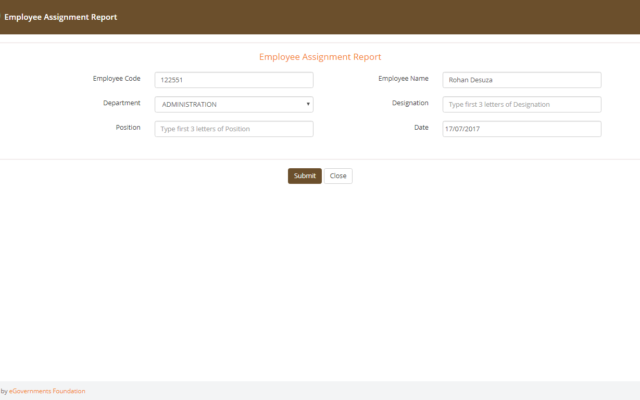 Employee Assignment Report
Employee Assignment Report
Employee Code 122551 Employee Name Rohan Desuza
Department ADMINISTRATION Designation Type first 3 letters of Designation
Position Type first 3 letters of Position Date 17/07/2017
Submit Close
by eGovernments Foundation